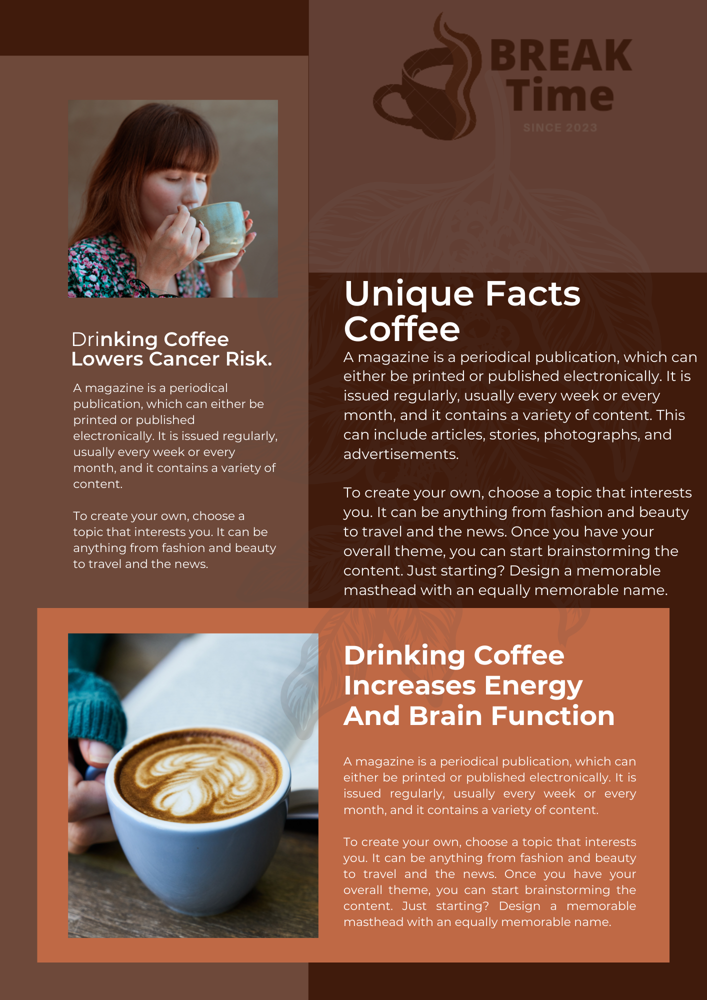 BREAK
Time
SINCE 2023
Drinking Coffee
Lowers Cancer Risk.
A magazine is a periodical
publication, which can either be
printed or published
electronically. It is issued regularly,
usually every week or every
month, and it contains a variety of
content.
To create your own, choose a
topic that interests you. It can be
anything from fashion and beauty
to travel and the news.
Unique Facts
Coffee
A magazine is a periodical publication, which can
either be printed or published electronically. It is
issued regularly, usually every week or every
month, and it contains a variety of content. This
can include articles, stories, photographs, and
advertisements.
To create your own, choose a topic that interests
you. It can be anything from fashion and beauty
to travel and the news. Once you have your
overall theme, you can start brainstorming the
content. Just starting? Design a memorable
masthead with an equally memorable name.
Drinking Coffee
Increases Energy
And Brain Function
A magazine is a periodical publication, which can
either be printed or published electronically. It is
issued regularly, usually every week or every
month, and it contains a variety of content.
To create your own, choose a topic that interests
you. It can be anything from fashion and beauty
to travel and the news. Once you have your
overall theme, you can start brainstorming the
content. Just starting? Design a memorable
masthead with an equally memorable name.